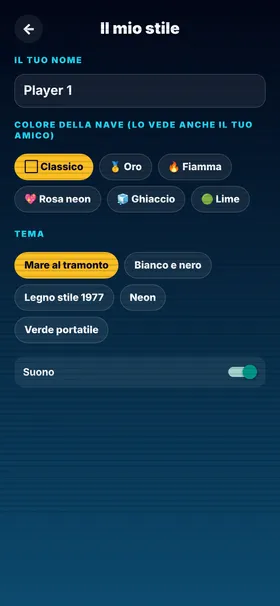 Il mio stile
IL TUO NOME
Player 1
COLORE DELLA NAVE (LO VEDE ANCHE IL TUO
AMICO)
Classico
Oro
Fiamma
Rosa neon
Ghiaccio
Lime
TEMA
Mare al tramonto
Bianco e nero
Legno stile 1977
Neon
Verde portatile
Suono